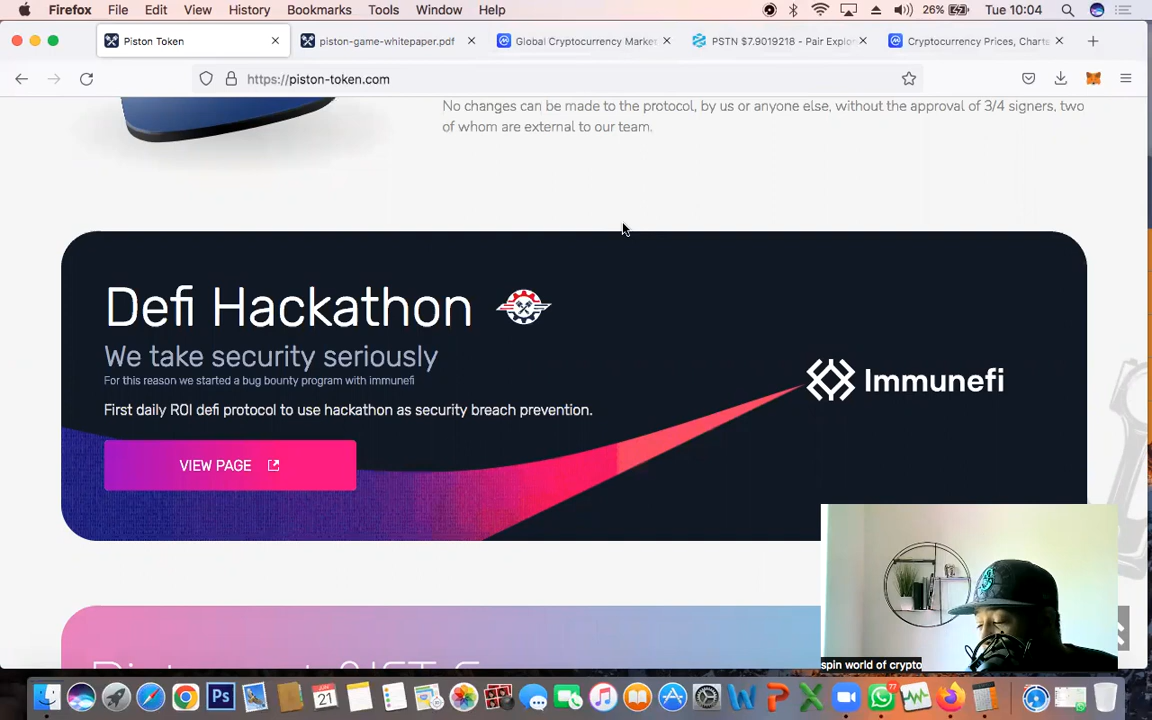 Firefox File Edit View History Bookmarks Tools Window Help 26% Tue 10:04
Piston Token piston-game-whitepaper.pdf Global Cryptocurrency Market PSTN $7.9019218 - Pair Explor Cryptocurrency Prices, Charts
https://piston-token.com
No changes can be made to the protocol, by us or anyone else, without the approval of 3/4 signers, two
of whom are external to our team.
Defi Hackathon
We take security seriously
For this reason we started a bug bounty program with immunefi
First daily ROI defi protocol to use hackathon as security breach prevention.
VIEW PAGE
Immunefi
spin world of crypto
JUN
21
77